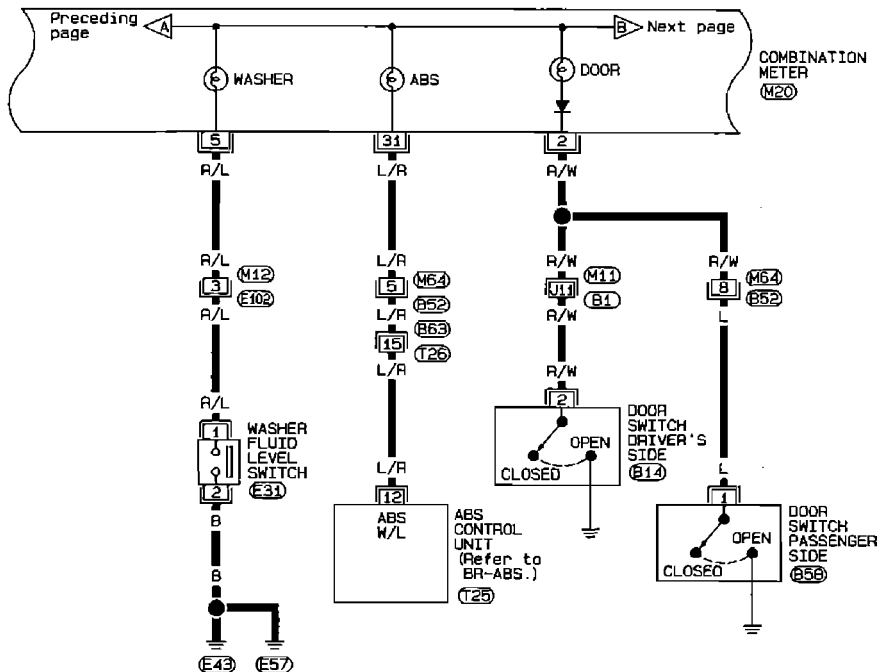 Preceding
page
A
B
Next page
WASHER
ABS
DOOR
COMBINATION
METER
M20
5
31
2
R/L
L/R
R/W
R/L
L/R
R/W
R/W
3
M12
E102
5
M64
B52
U11
M11
B1
8
M64
B52
R/L
L/R
R/W
L
15
B63
T26
L/R
R/L
R/W
1
WASHER
FLUID
LEVEL
SWITCH
E31
2
L/R
2
DOOR
SWITCH
DRIVER'S
SIDE
B14
OPEN
CLOSED
L
12
ABS
W/L
ABS
CONTROL
UNIT
(Refer to
BR-ABS.)
T25
1
DOOR
SWITCH
PASSENGER
SIDE
B58
OPEN
CLOSED
B
B
E43
E57